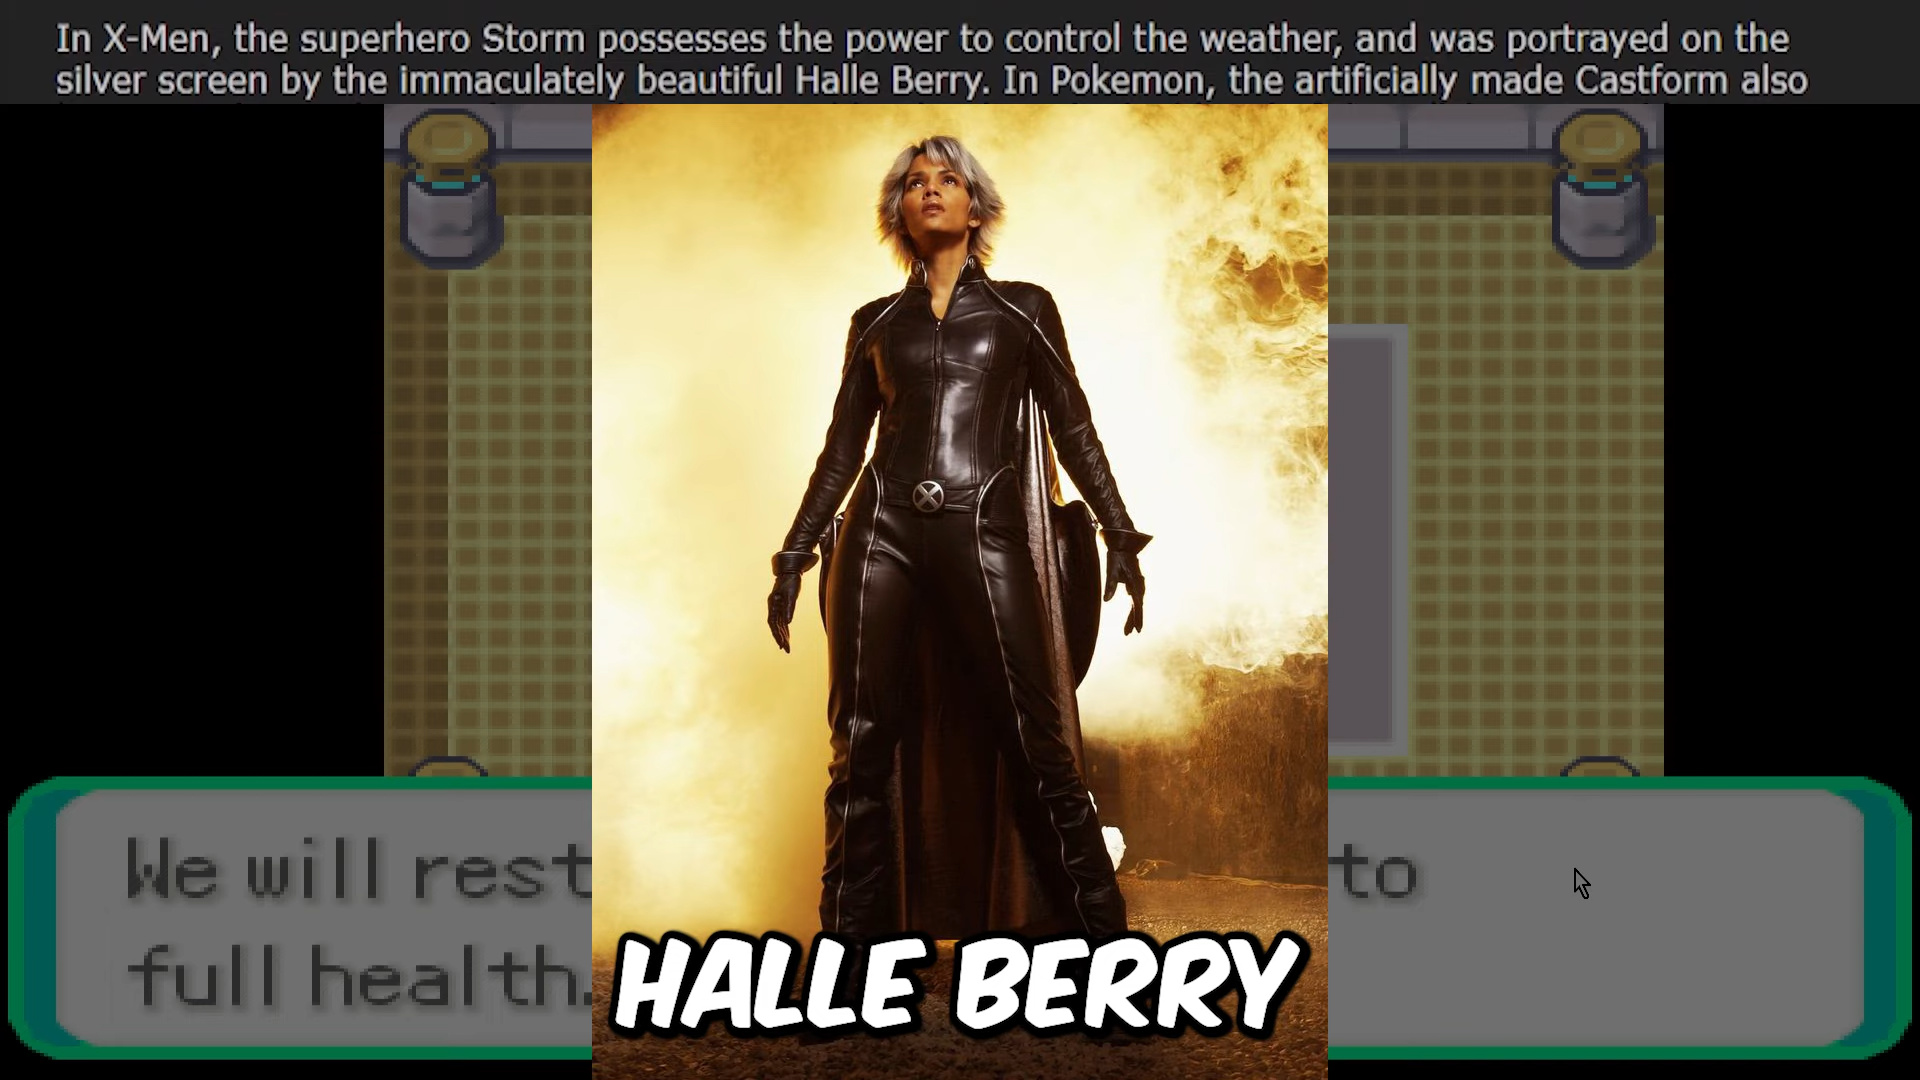 In X-Men, the superhero Storm possesses the power to control the weather, and was portrayed on the
silver screen by the immaculately beautiful Halle Berry. In Pokemon, the artificially made Castform also
We will rest to
full health.
HALLE BERRY